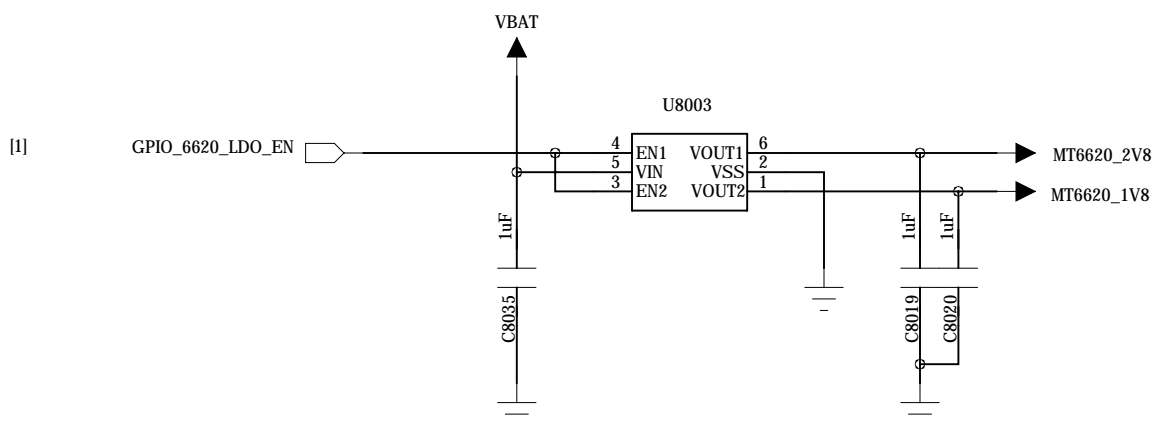 VBAT
U8003
[1] GPIO_6620_LDO_EN
4 EN1 VOUT1 6 MT6620_2V8
5 VIN VSS 2
3 EN2 VOUT2 1 MT6620_1V8
1uF 1uF 1uF
C8035 C8019 C8020